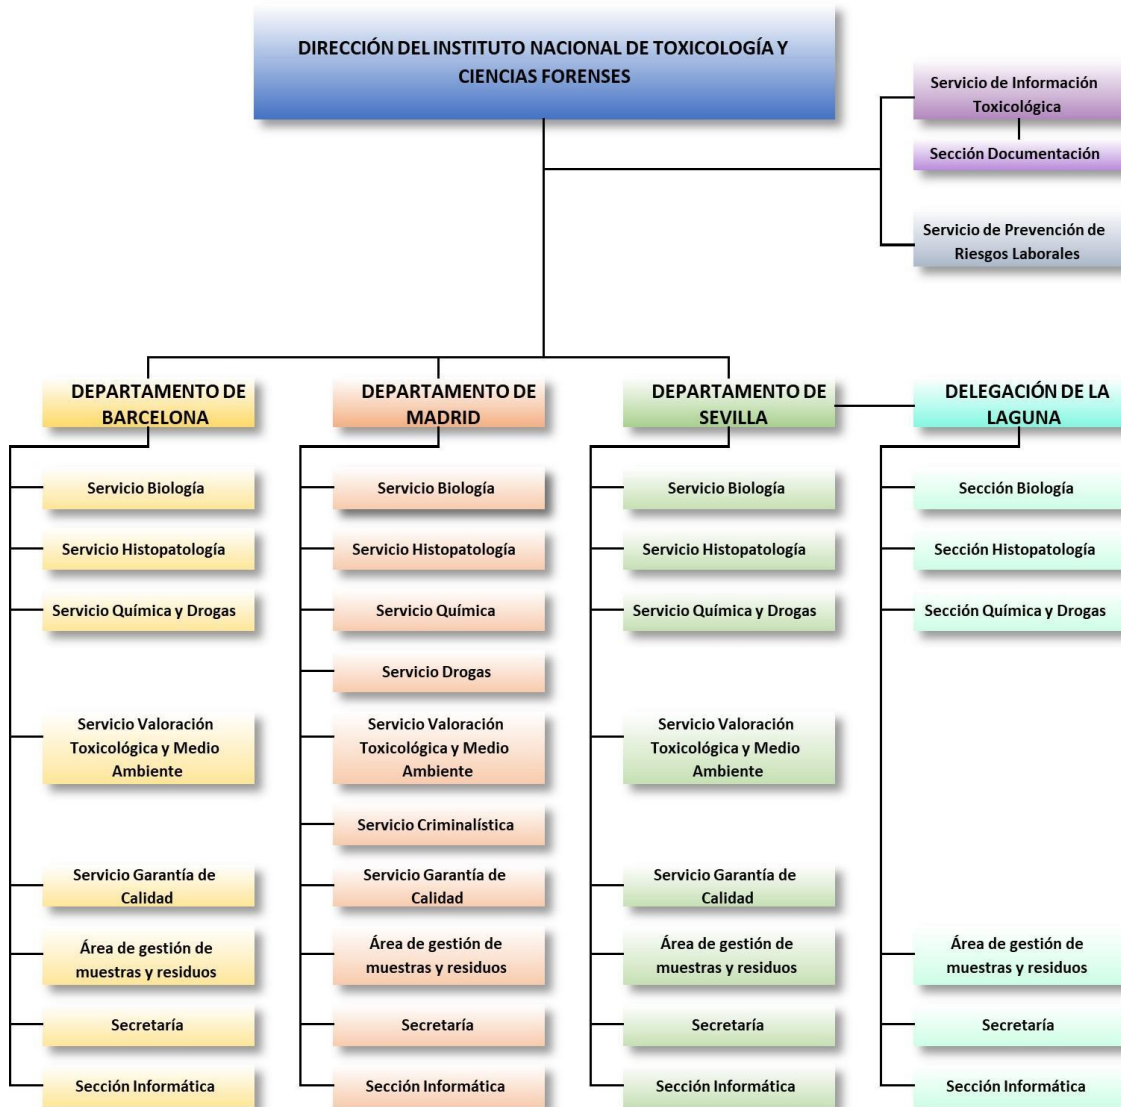 DIRECCIÓN DEL INSTITUTO NACIONAL DE TOXICOLOGÍA Y
CIENCIAS FORENSES
Servicio de Información
Toxicológica
Sección Documentación
Servicio de Prevención de
Riesgos Laborales
DEPARTAMENTO DE
BARCELONA
Servicio Biología
Servicio Histopatología
Servicio Química y Drogas
Servicio Valoración
Toxicológica y Medio
Ambiente
Servicio Garantía de
Calidad
Área de gestión de
muestras y residuos
Secretaría
Sección Informática
DEPARTAMENTO DE
MADRID
Servicio Biología
Servicio Histopatología
Servicio Química
Servicio Drogas
Servicio Valoración
Toxicológica y Medio
Ambiente
Servicio Criminalística
Servicio Garantía de
Calidad
Área de gestión de
muestras y residuos
Secretaría
Sección Informática
DEPARTAMENTO DE
SEVILLA
Servicio Biología
Servicio Histopatología
Servicio Química y Drogas
Servicio Valoración
Toxicológica y Medio
Ambiente
Servicio Garantía de
Calidad
Área de gestión de
muestras y residuos
Secretaría
Sección Informática
DELEGACIÓN DE LA
LAGUNA
Sección Biología
Sección Histopatología
Sección Química y Drogas
Área de gestión de
muestras y residuos
Secretaría
Sección Informática